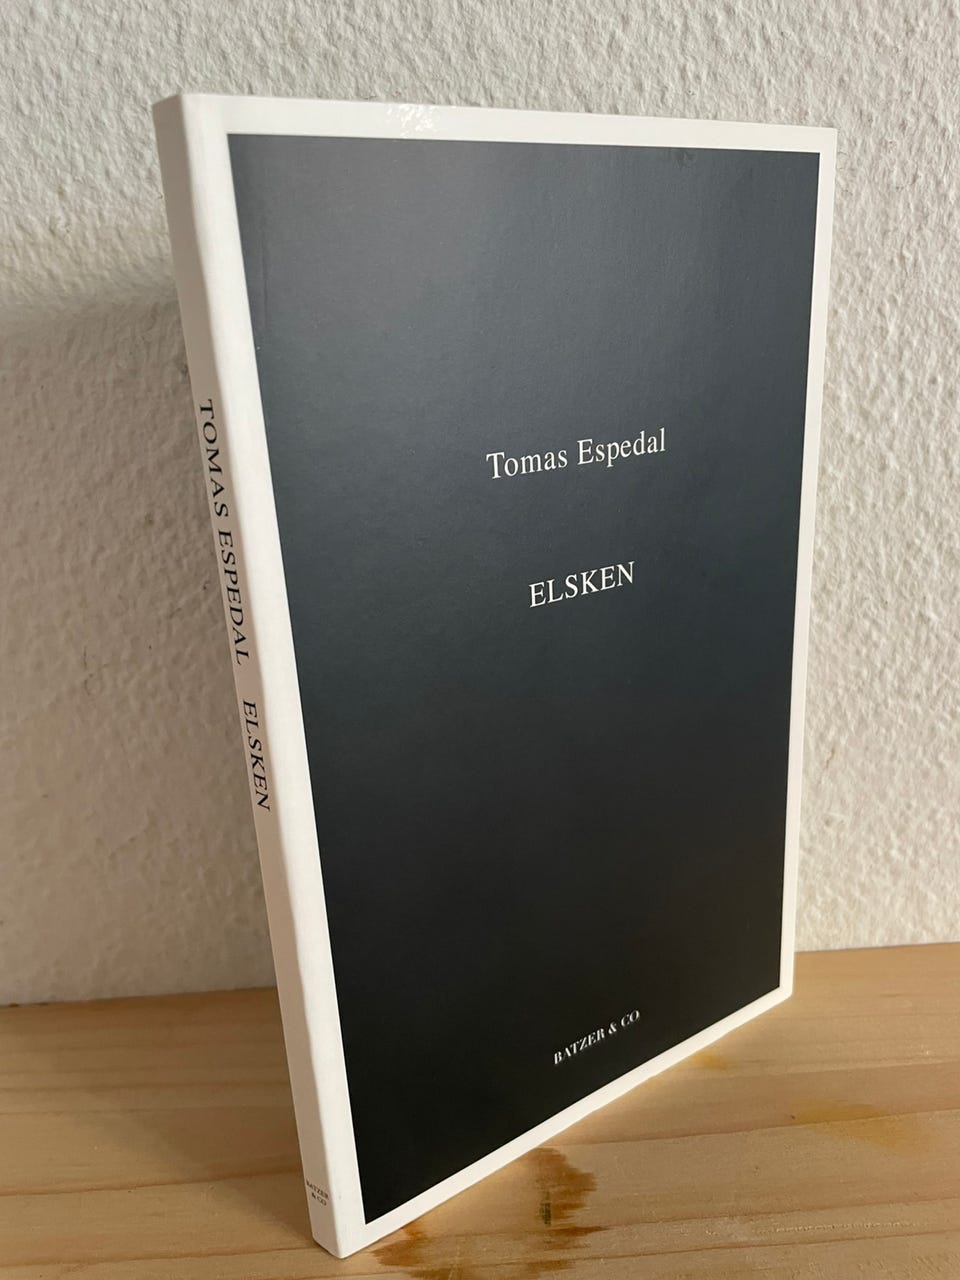 Tomas Espedal
ELSKEN
BATZER & CO
TOMAS ESPEDAL ELSKEN
BATZER
& CO